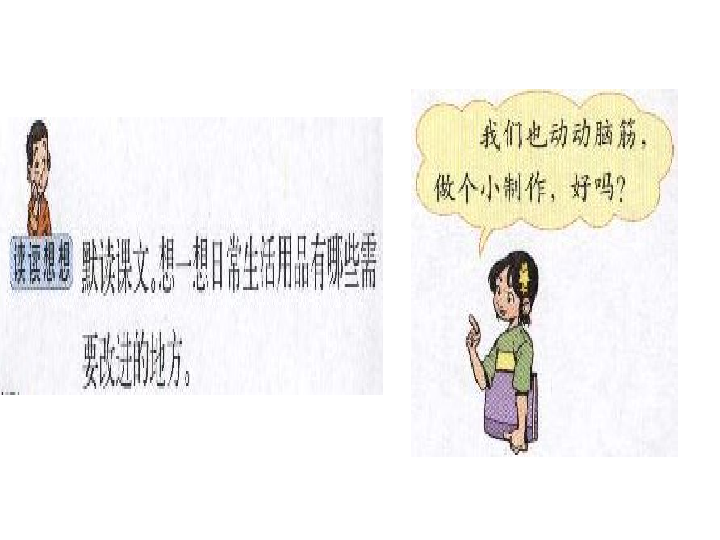 读读想想
默读课文。想一想日常生活用品有哪些需
要改进的地方。
我们也动动脑筋，
做个小制作，好吗？